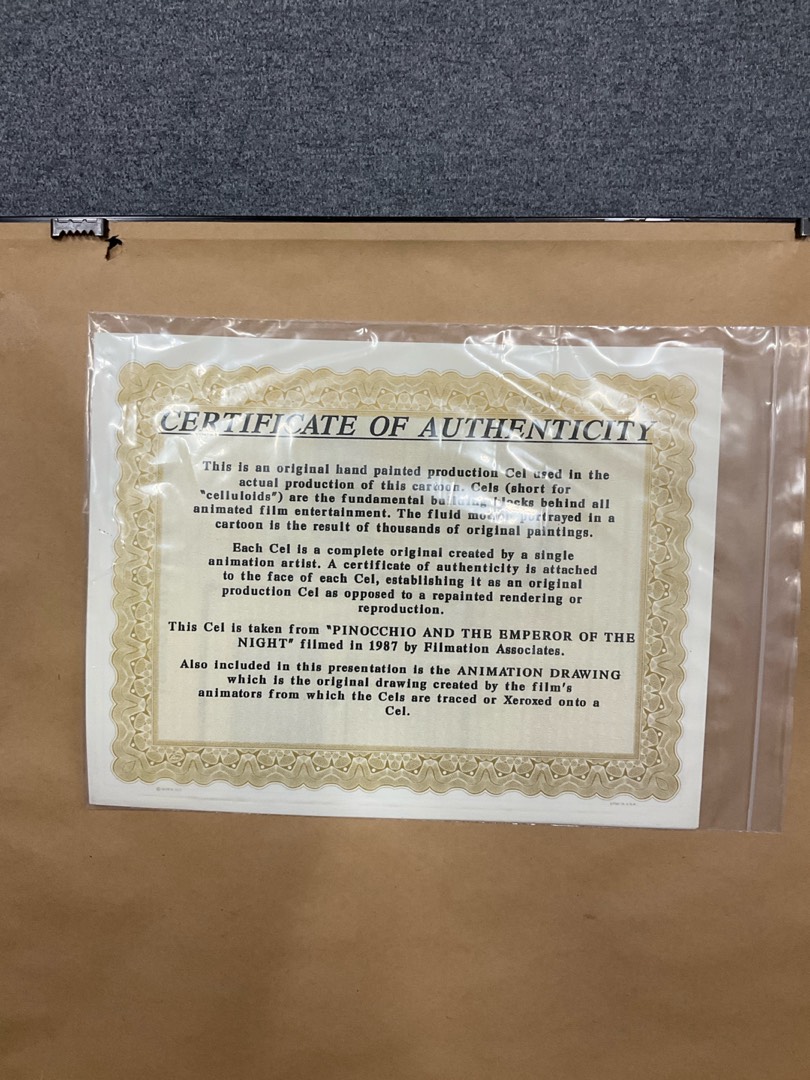 CERTIFICATE OF AUTHENTICITY
This is an original hand painted production Cel used in the
actual production of this cartoon. Cels (short for
"celluloids") are the fundamental building blocks behind all
animated film entertainment. The fluid motion portrayed in a
cartoon is the result of thousands of original paintings.
Each Cel is a complete original created by a single
animation artist. A certificate of authenticity is attached
to the face of each Cel, establishing it as an original
production Cel as opposed to a repainted rendering or
reproduction.
This Cel is taken from "PINOCCHIO AND THE EMPEROR OF THE
NIGHT" filmed in 1987 by Filmation Associates.
Also included in this presentation is the ANIMATION DRAWING
which is the original drawing created by the film's
animators from which the Cels are traced or Xeroxed onto a
Cel.